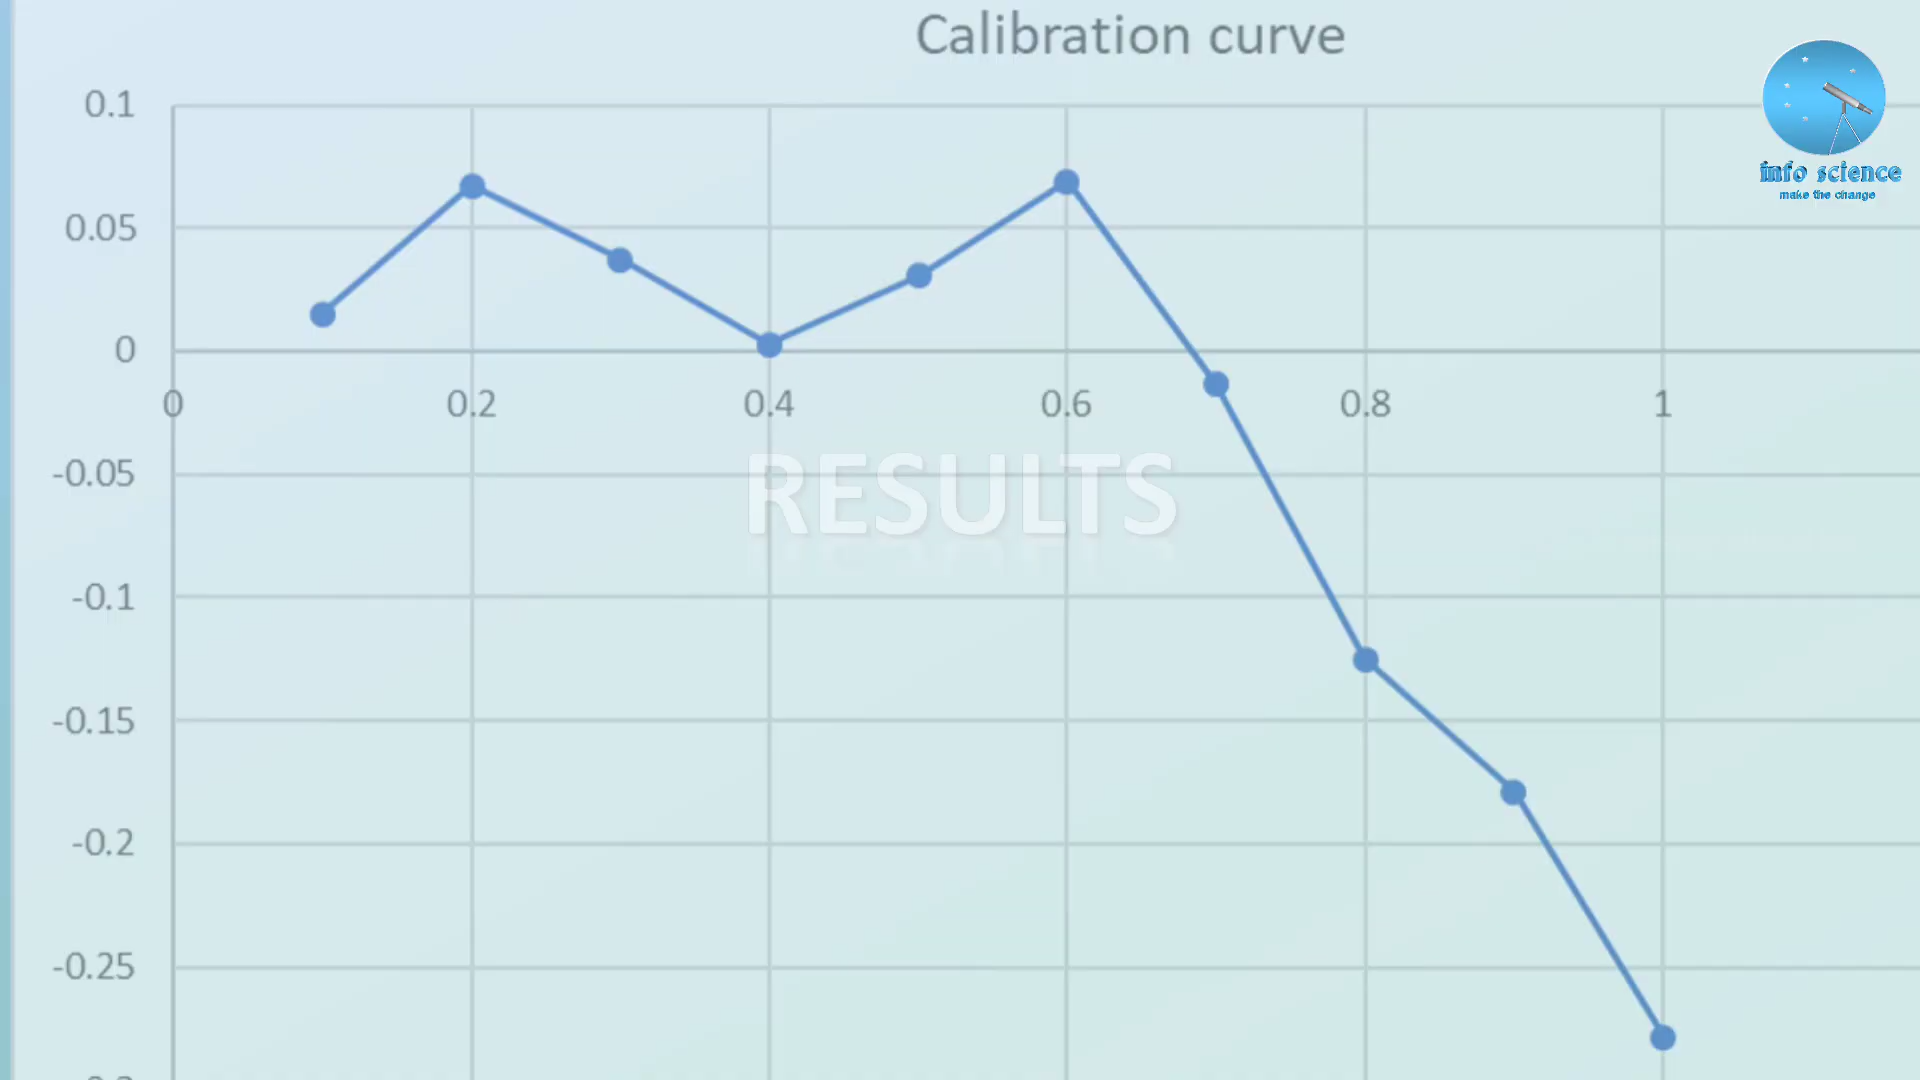 Calibration curve
0.1
0.05
0
0 0.2 0.4 0.6 0.8 1
-0.05
-0.1
-0.15
-0.2
-0.25
RESULTS
info science
make the change